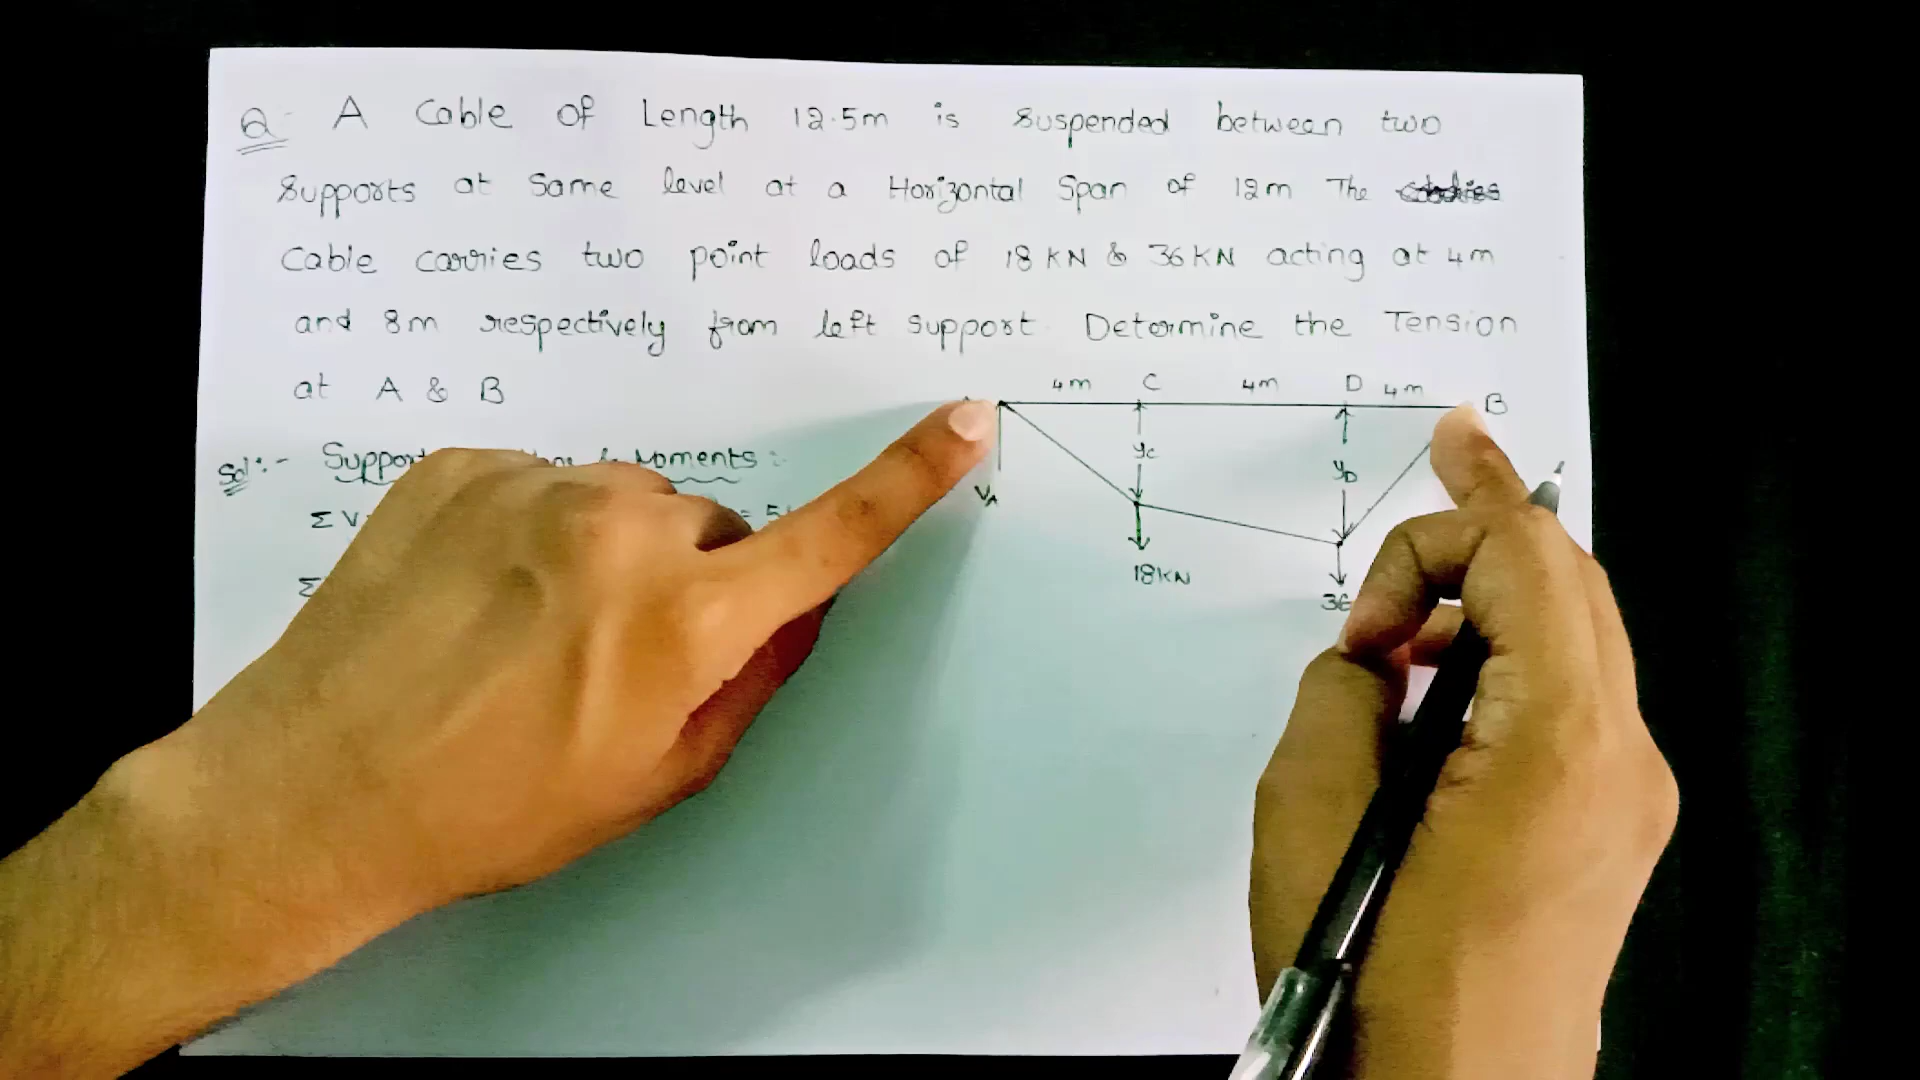 Q A Cable of Length 12.5m is suspended between two
supports at same level at a Horizontal Span of 12m The
Cable carries two point loads of 18 KN & 36 KN acting at 4m
and 8m respectively from left support. Determine the Tension
at A & B
4m C 4m D 4m B
Sol:- Support & Moments :-
yc
yD
VA
ΣV = 5
Σ
18KN
36